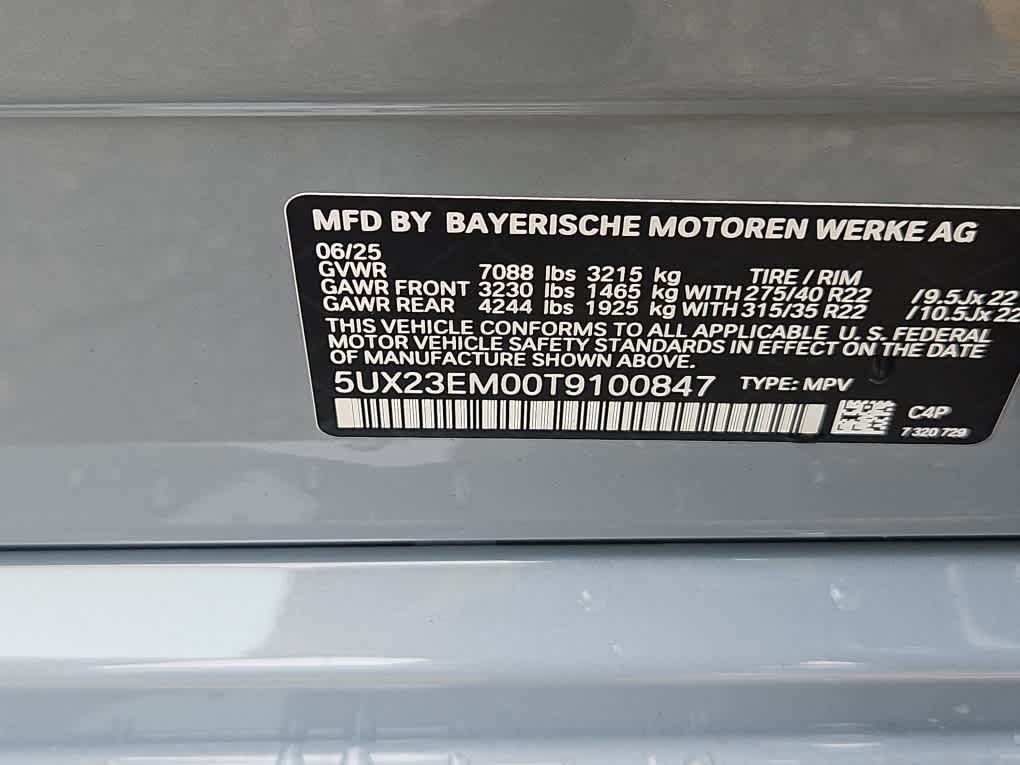 MFD BY BAYERISCHE MOTOREN WERKE AG
06/25
GVWR 7088 lbs 3215 kg TIRE / RIM
GAWR FRONT 3230 lbs 1465 kg WITH 275/40 R22 /9.5Jx22
GAWR REAR 4244 lbs 1925 kg WITH 315/35 R22 /10.5Jx22
THIS VEHICLE CONFORMS TO ALL APPLICABLE U.S. FEDERAL
MOTOR VEHICLE SAFETY STANDARDS IN EFFECT ON THE DATE
OF MANUFACTURE SHOWN ABOVE.
5UX23EM00T9100847 TYPE: MPV
C4P
7 320 729